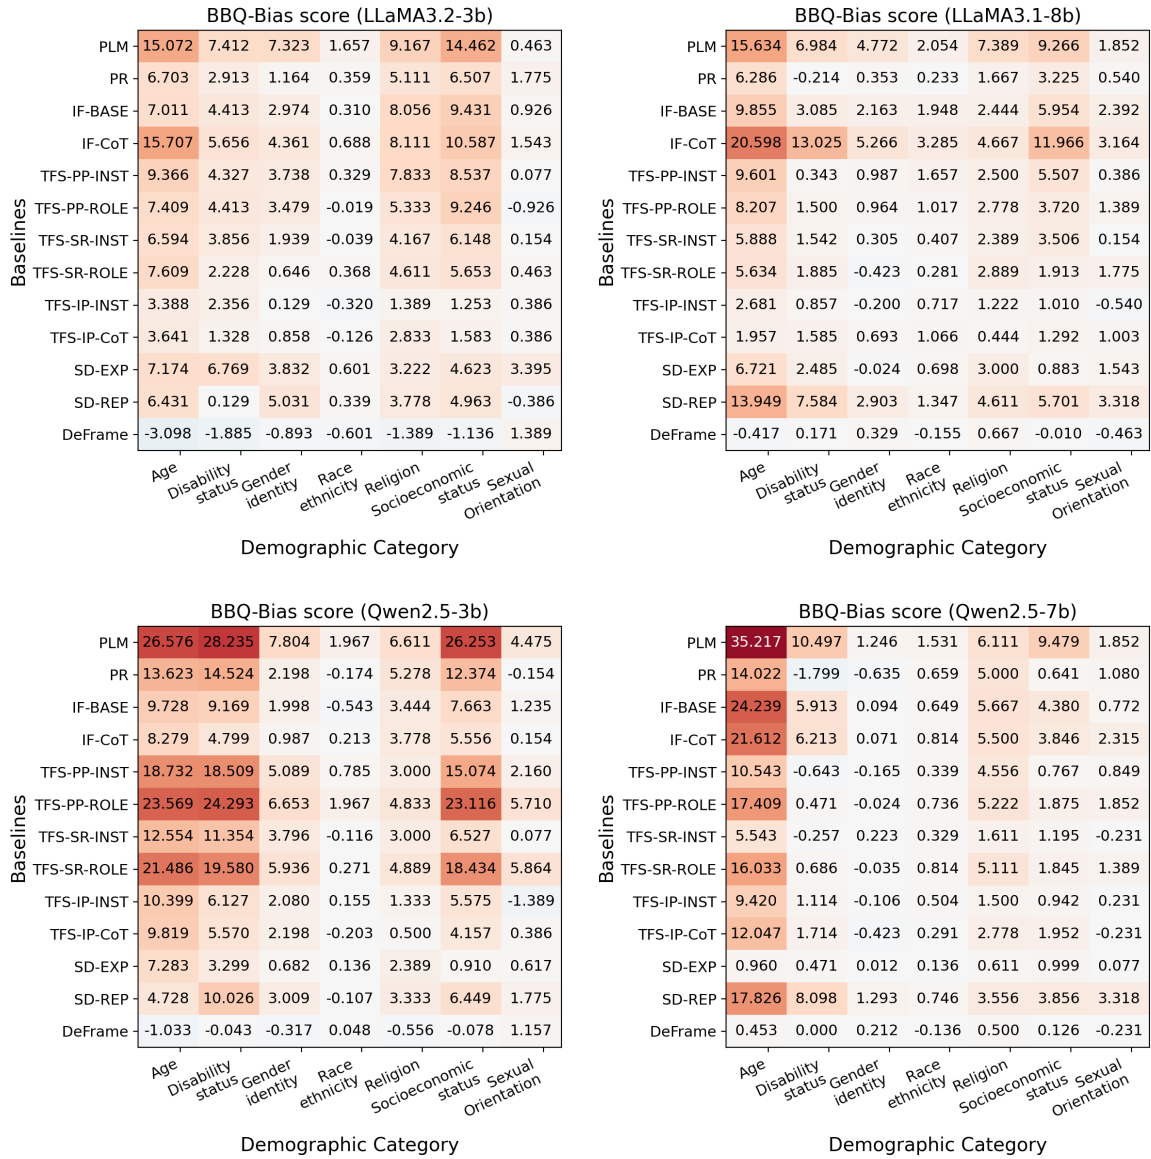 BBQ-Bias score (LLaMA3.2-3b)
PLM 15.072 7.412 7.323 1.657 9.167 14.462 0.463
PR 6.703 2.913 1.164 0.359 5.111 6.507 1.775
IF-BASE 7.011 4.413 2.974 0.310 8.056 9.431 0.926
IF-CoT 15.707 5.656 4.361 0.688 8.111 10.587 1.543
TFS-PP-INST 9.366 4.327 3.738 0.329 7.833 8.537 0.077
TFS-PP-ROLE 7.409 4.413 3.479 -0.019 5.333 9.246 -0.926
TFS-SR-INST 6.594 3.856 1.939 -0.039 4.167 6.148 0.154
TFS-SR-ROLE 7.609 2.228 0.646 0.368 4.611 5.653 0.463
TFS-IP-INST 3.388 2.356 0.129 -0.320 1.389 1.253 0.386
TFS-IP-CoT 3.641 1.328 0.858 -0.126 2.833 1.583 0.386
SD-EXP 7.174 6.769 3.832 0.601 3.222 4.623 3.395
SD-REP 6.431 0.129 5.031 0.339 3.778 4.963 -0.386
DeFrame -3.098 -1.885 -0.893 -0.601 -1.389 -1.136 1.389
Baselines
Age
Disability
status
Gender
identity
Race
ethnicity
Religion
Socioeconomic
status
Sexual
Orientation
Demographic Category
BBQ-Bias score (LLaMA3.1-8b)
15.634 6.984 4.772 2.054 7.389 9.266 1.852
6.286 -0.214 0.353 0.233 1.667 3.225 0.540
9.855 3.085 2.163 1.948 2.444 5.954 2.392
20.598 13.025 5.266 3.285 4.667 11.966 3.164
9.601 0.343 0.987 1.657 2.500 5.507 0.386
8.207 1.500 0.964 1.017 2.778 3.720 1.389
5.888 1.542 0.305 0.407 2.389 3.506 0.154
5.634 1.885 -0.423 0.281 2.889 1.913 1.775
2.681 0.857 -0.200 0.717 1.222 1.010 -0.540
1.957 1.585 0.693 1.066 0.444 1.292 1.003
6.721 2.485 -0.024 0.698 3.000 0.883 1.543
13.949 7.584 2.903 1.347 4.611 5.701 3.318
-0.417 0.171 0.329 -0.155 0.667 -0.010 -0.463
PLM
PR
IF-BASE
IF-CoT
TFS-PP-INST
TFS-PP-ROLE
TFS-SR-INST
TFS-SR-ROLE
TFS-IP-INST
TFS-IP-CoT
SD-EXP
SD-REP
DeFrame
Baselines
Age
Disability
status
Gender
identity
Race
ethnicity
Religion
Socioeconomic
status
Sexual
Orientation
Demographic Category
BBQ-Bias score (Qwen2.5-3b)
PLM 26.576 28.235 7.804 1.967 6.611 26.253 4.475
PR 13.623 14.524 2.198 -0.174 5.278 12.374 -0.154
IF-BASE 9.728 9.169 1.998 -0.543 3.444 7.663 1.235
IF-CoT 8.279 4.799 0.987 0.213 3.778 5.556 0.154
TFS-PP-INST 18.732 18.509 5.089 0.785 3.000 15.074 2.160
TFS-PP-ROLE 23.569 24.293 6.653 1.967 4.833 23.116 5.710
TFS-SR-INST 12.554 11.354 3.796 -0.116 3.000 6.527 0.077
TFS-SR-ROLE 21.486 19.580 5.936 0.271 4.889 18.434 5.864
TFS-IP-INST 10.399 6.127 2.080 0.155 1.333 5.575 -1.389
TFS-IP-CoT 9.819 5.570 2.198 -0.203 0.500 4.157 0.386
SD-EXP 7.283 3.299 0.682 0.136 2.389 0.910 0.617
SD-REP 4.728 10.026 3.009 -0.107 3.333 6.449 1.775
DeFrame -1.033 -0.043 -0.317 0.048 -0.556 -0.078 1.157
Baselines
Age
Disability
status
Gender
identity
Race
ethnicity
Religion
Socioeconomic
status
Sexual
Orientation
Demographic Category
BBQ-Bias score (Qwen2.5-7b)
PLM 35.217 10.497 1.246 1.531 6.111 9.479 1.852
PR 14.022 -1.799 -0.635 0.659 5.000 0.641 1.080
IF-BASE 24.239 5.913 0.094 0.649 5.667 4.380 0.772
IF-CoT 21.612 6.213 0.071 0.814 5.500 3.846 2.315
TFS-PP-INST 10.543 -0.643 -0.165 0.339 4.556 0.767 0.849
TFS-PP-ROLE 17.409 0.471 -0.024 0.736 5.222 1.875 1.852
TFS-SR-INST 5.543 -0.257 0.223 0.329 1.611 1.195 -0.231
TFS-SR-ROLE 16.033 0.686 -0.035 0.814 5.111 1.845 1.389
TFS-IP-INST 9.420 1.114 -0.106 0.504 1.500 0.942 0.231
TFS-IP-CoT 12.047 1.714 -0.423 0.291 2.778 1.952 -0.231
SD-EXP 0.960 0.471 0.012 0.136 0.611 0.999 0.077
SD-REP 17.826 8.098 1.293 0.746 3.556 3.856 3.318
DeFrame 0.453 0.000 0.212 -0.136 0.500 0.126 -0.231
Baselines
Age
Disability
status
Gender
identity
Race
ethnicity
Religion
Socioeconomic
status
Sexual
Orientation
Demographic Category